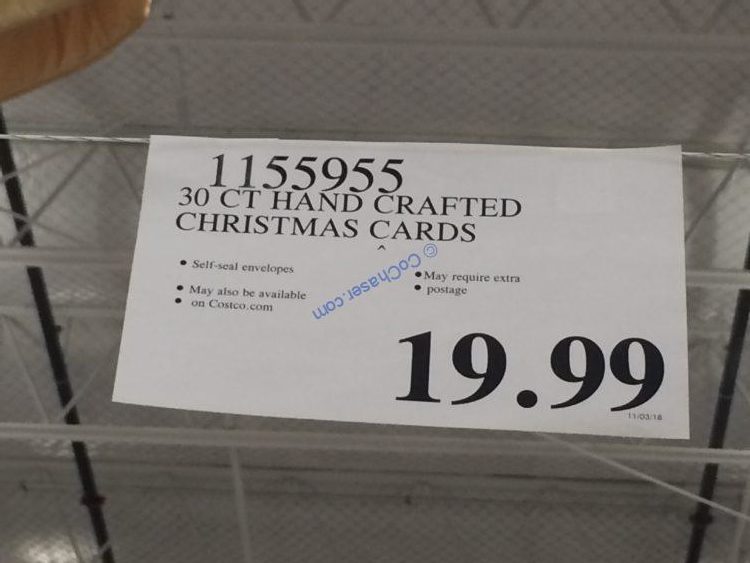 1155955
30 CT HAND CRAFTED
CHRISTMAS CARDS
^
• Self-seal envelopes
• May also be available
• on Costco.com
• May require extra
• postage
© CoChaser.com
19.99
11/03/18